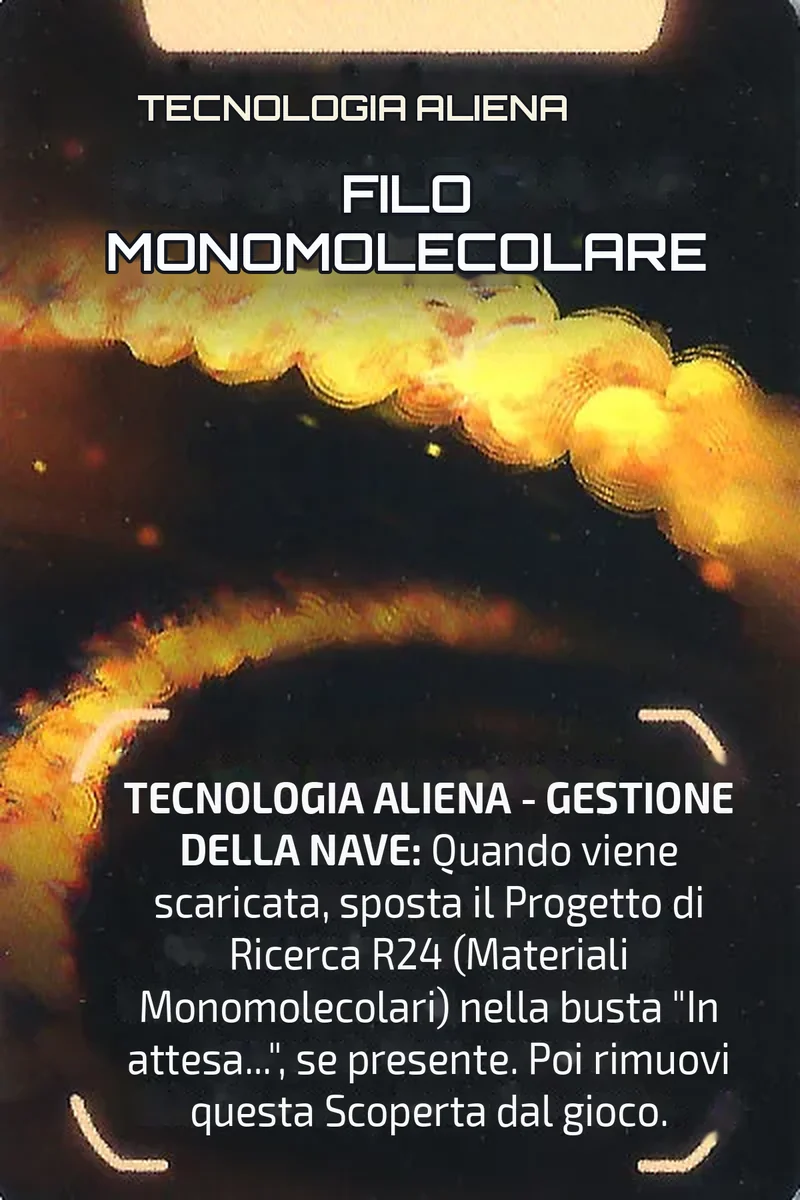 TECNOLOGIA ALIENA
FILO
MONOMOLECOLARE
TECNOLOGIA ALIENA - GESTIONE
DELLA NAVE: Quando viene
scaricata, sposta il Progetto di
Ricerca R24 (Materiali
Monomolecolari) nella busta "In
attesa...", se presente. Poi rimuovi
questa Scoperta dal gioco.